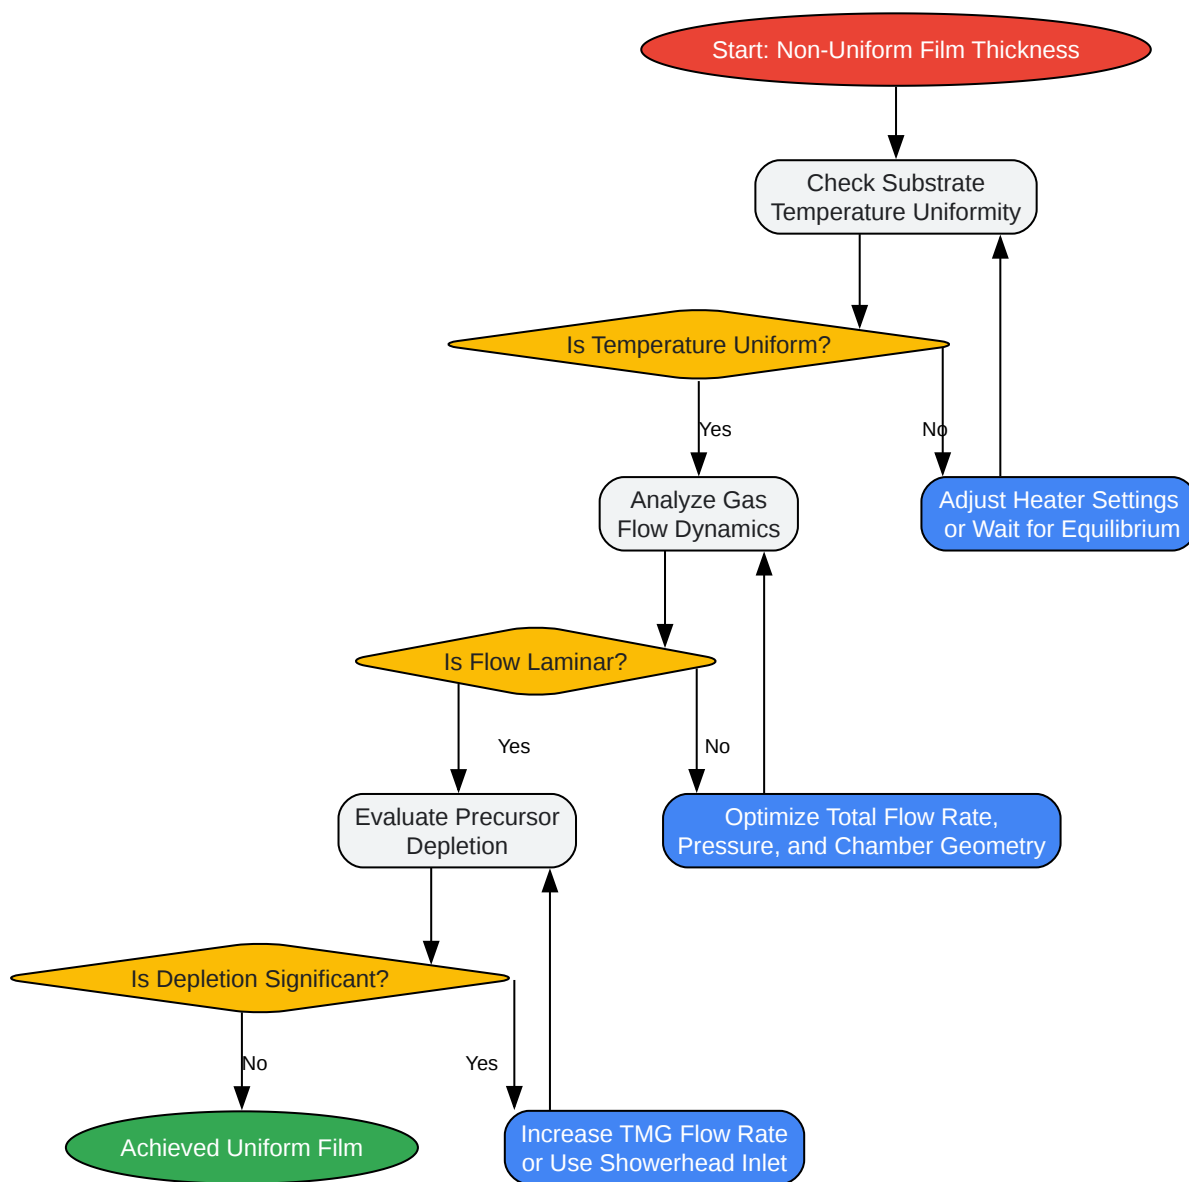 Start: Non-Uniform Film Thickness
Check Substrate
Temperature Uniformity
Is Temperature Uniform?
Yes
No
Analyze Gas
Flow Dynamics
Adjust Heater Settings
or Wait for Equilibrium
Is Flow Laminar?
Yes
No
Evaluate Precursor
Depletion
Optimize Total Flow Rate,
Pressure, and Chamber Geometry
Is Depletion Significant?
No
Yes
Achieved Uniform Film
Increase TMG Flow Rate
or Use Showerhead Inlet